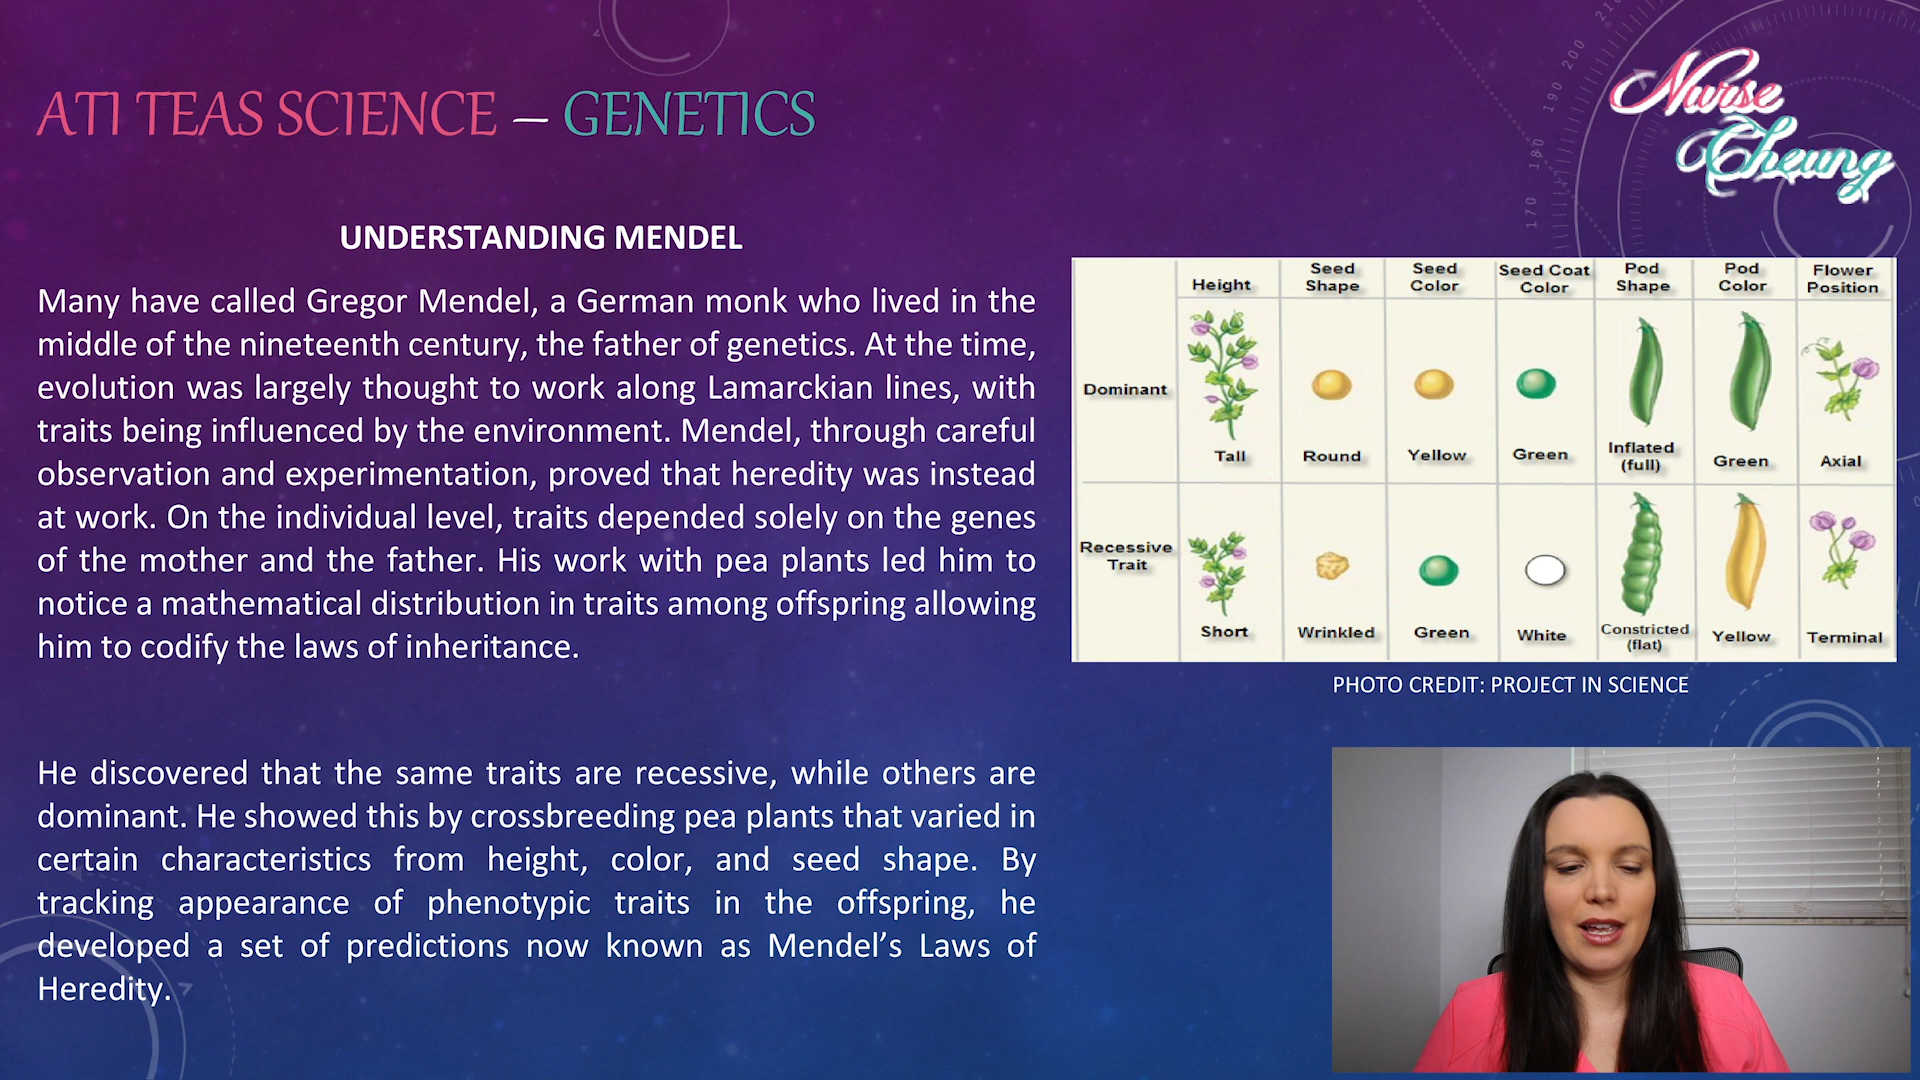 ATI TEAS SCIENCE – GENETICS
Nurse
Cheung
210
200
190
180
170
UNDERSTANDING MENDEL
Many have called Gregor Mendel, a German monk who lived in the
middle of the nineteenth century, the father of genetics. At the time,
evolution was largely thought to work along Lamarckian lines, with
traits being influenced by the environment. Mendel, through careful
observation and experimentation, proved that heredity was instead
at work. On the individual level, traits depended solely on the genes
of the mother and the father. His work with pea plants led him to
notice a mathematical distribution in traits among offspring allowing
him to codify the laws of inheritance.
He discovered that the same traits are recessive, while others are
dominant. He showed this by crossbreeding pea plants that varied in
certain characteristics from height, color, and seed shape. By
tracking appearance of phenotypic traits in the offspring, he
developed a set of predictions now known as Mendel’s Laws of
Heredity.
Height Seed Shape Seed Color Seed Coat Color Pod Shape Pod Color Flower Position
Dominant Tall Round Yellow Green Inflated (full) Green Axial
Recessive Trait Short Wrinkled Green White Constricted (flat) Yellow Terminal
PHOTO CREDIT: PROJECT IN SCIENCE